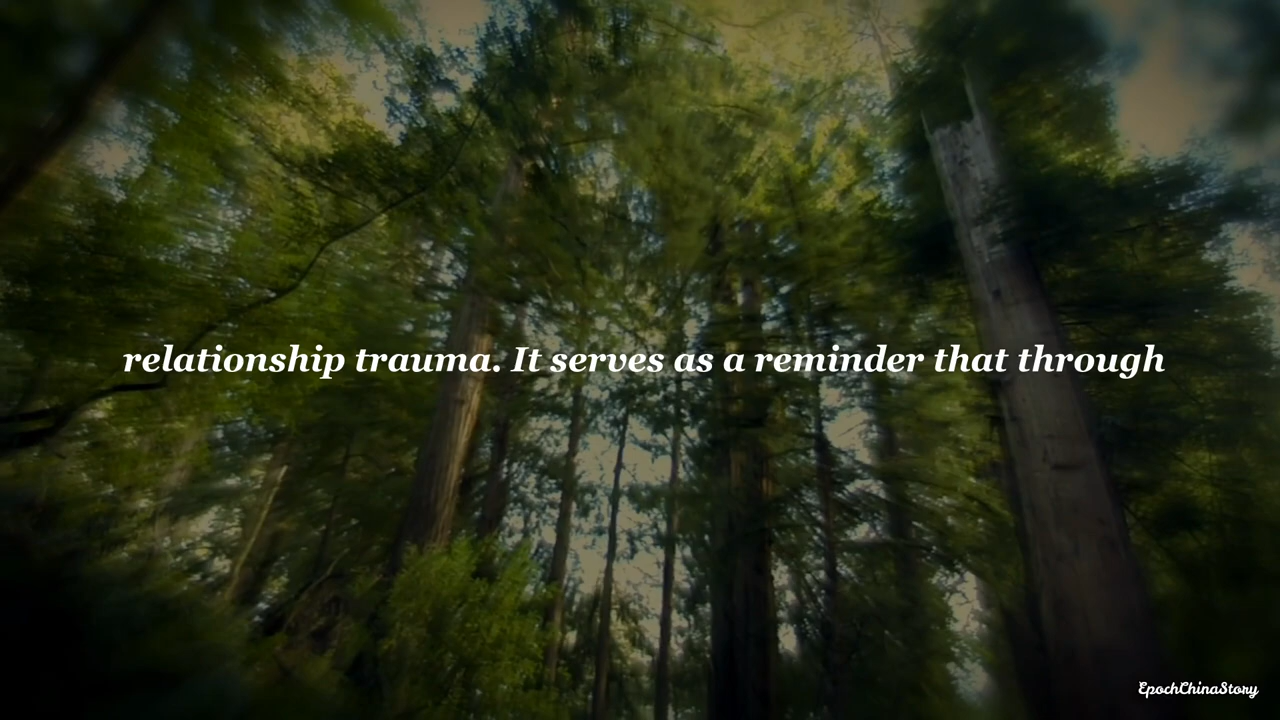 relationship trauma. It serves as a reminder that through
EpochChinaStory